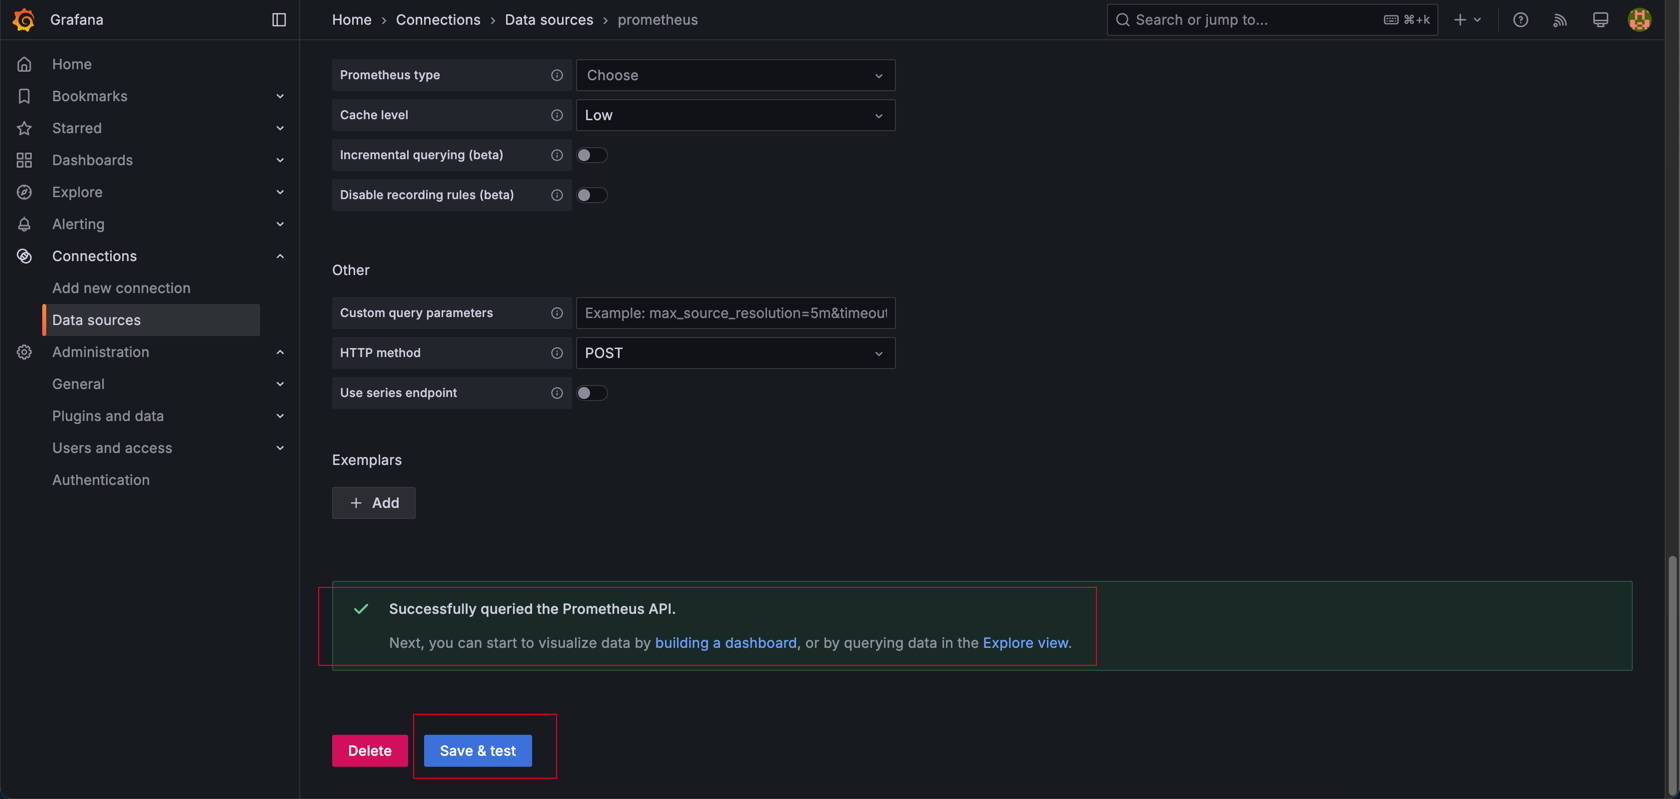 Grafana
Home › Connections › Data sources › prometheus
Search or jump to...
⌘+k
Home
Bookmarks
Starred
Dashboards
Explore
Alerting
Connections
Add new connection
Data sources
Administration
General
Plugins and data
Users and access
Authentication
Prometheus type
Choose
Cache level
Low
Incremental querying (beta)
Disable recording rules (beta)
Other
Custom query parameters
Example: max_source_resolution=5m&timeout
HTTP method
POST
Use series endpoint
Exemplars
+ Add
Successfully queried the Prometheus API.
Next, you can start to visualize data by building a dashboard, or by querying data in the Explore view.
Delete
Save & test